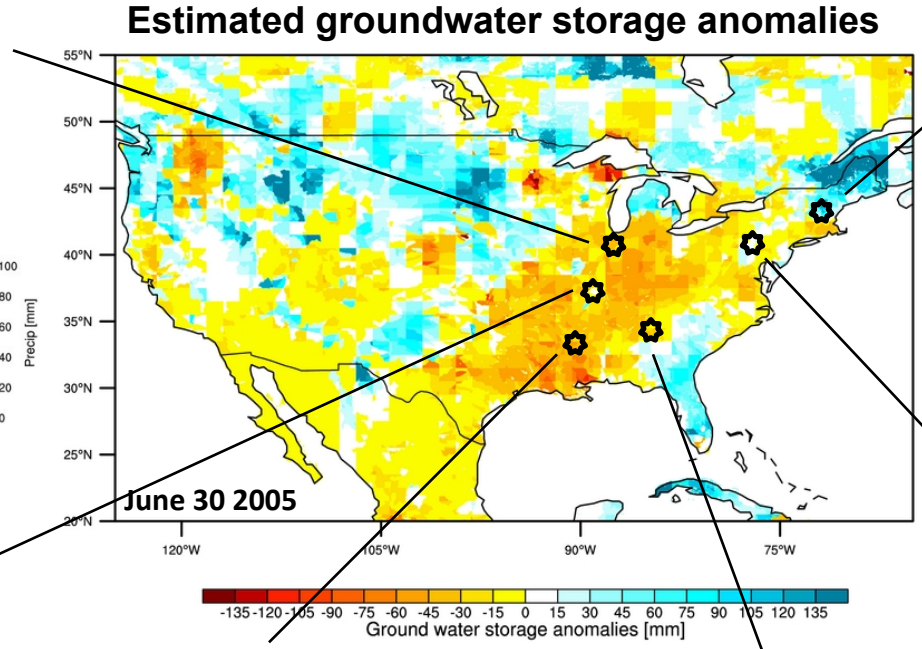 Estimated groundwater storage anomalies
55°N
50°N
45°N
40°N
35°N
30°N
25°N
20°N
100
80
60
40
20
0
Precip [mm]
June 30 2005
120°W
105°W
90°W
75°W
-135 -120 -105 -90 -75 -60 -45 -30 -15 0 15 30 45 60 75 90 105 120 135
Ground water storage anomalies [mm]